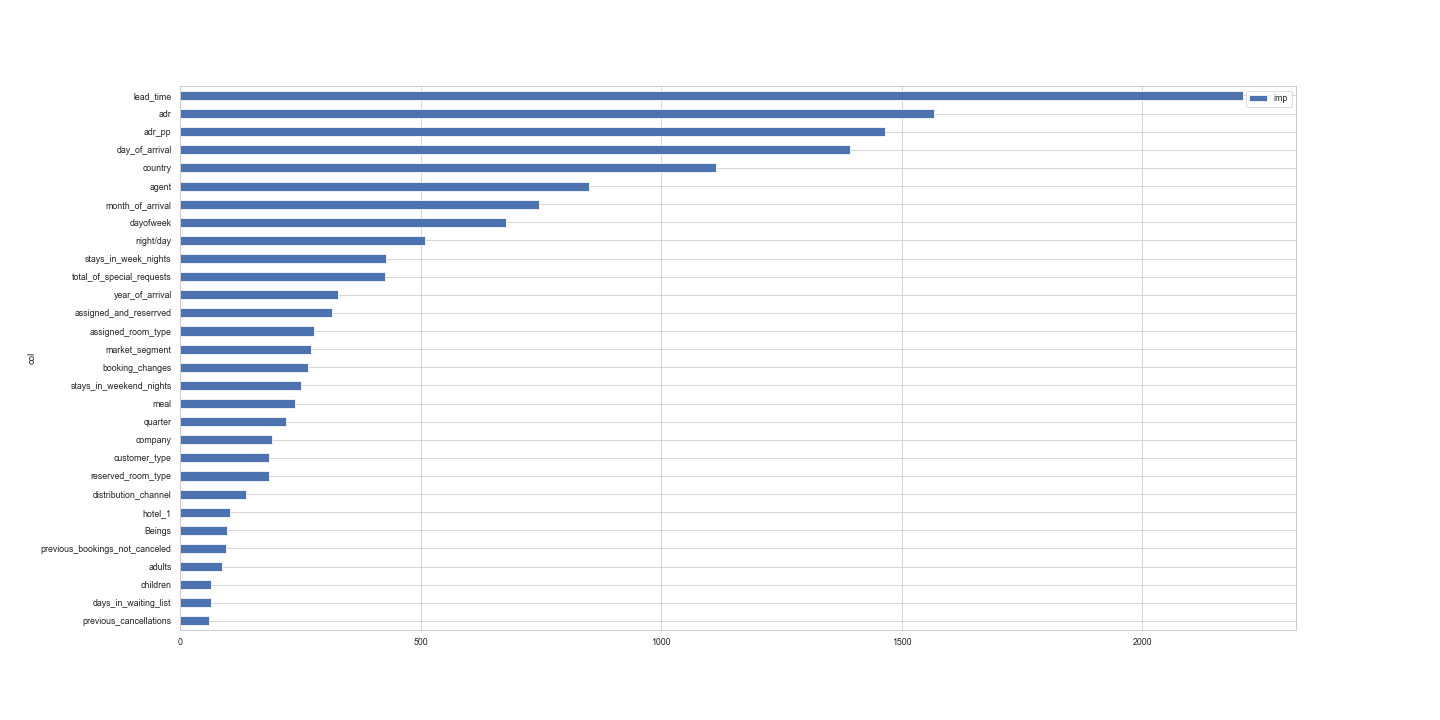 lead_time
imp
adr
adr_pp
day_of_arrival
country
agent
month_of_arrival
dayofweek
night/day
stays_in_week_nights
total_of_special_requests
year_of_arrival
assigned_and_reserrved
assigned_room_type
market_segment
col
booking_changes
stays_in_weekend_nights
meal
quarter
company
customer_type
reserved_room_type
distribution_channel
hotel_1
Beings
previous_bookings_not_canceled
adults
children
days_in_waiting_list
previous_cancellations
0 500 1000 1500 2000